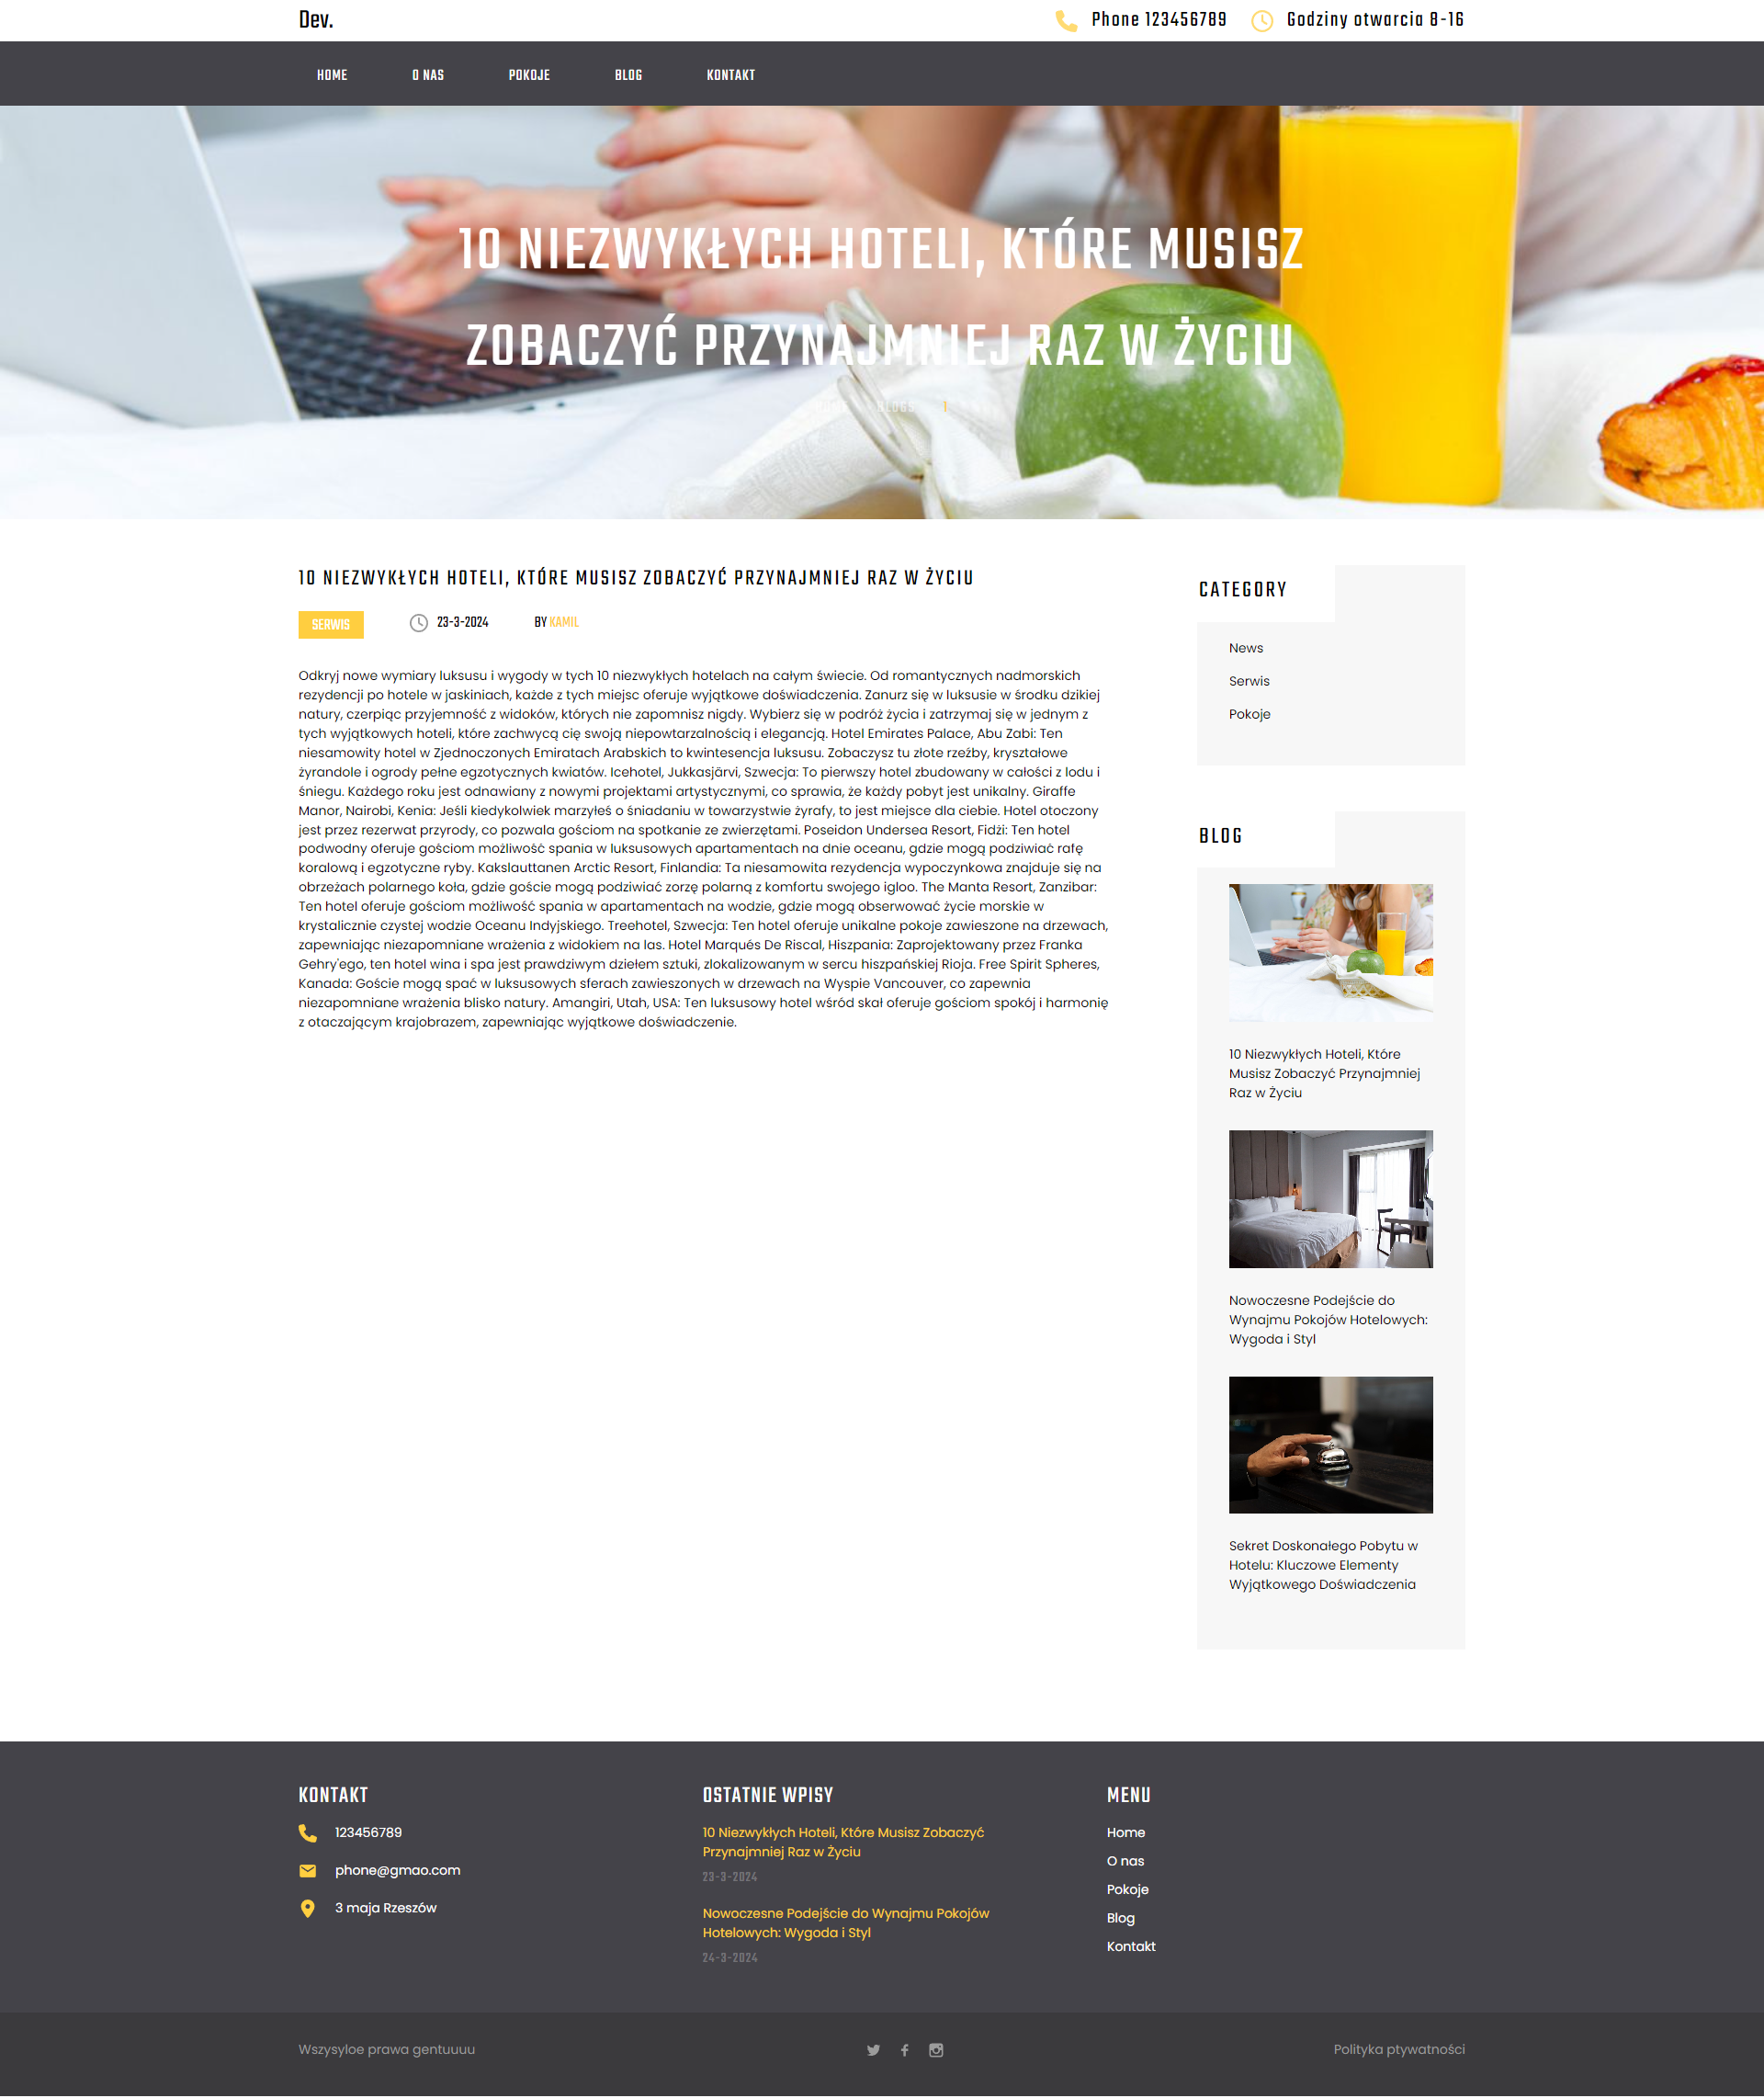 Dev.
Phone 123456789
Godziny otwarcia 8-16
HOME
O NAS
POKOJE
BLOG
KONTAKT
10 NIEZWYKŁYCH HOTELI, KTÓRE MUSISZ
ZOBACZYĆ PRZYNAJMNIEJ RAZ W ŻYCIU
BLOGS
1
10 NIEZWYKŁYCH HOTELI, KTÓRE MUSISZ ZOBACZYĆ PRZYNAJMNIEJ RAZ W ŻYCIU
SERWIS
23-3-2024
BY KAMIL
Odkryj nowe wymiary luksusu i wygody w tych 10 niezwykłych hotelach na całym świecie. Od romantycznych nadmorskich
rezydencji po hotele w jaskiniach, każde z tych miejsc oferuje wyjątkowe doświadczenia. Zanurz się w luksusie w środku dzikiej
natury, czerpiąc przyjemność z widoków, których nie zapomnisz nigdy. Wybierz się w podróż życia i zatrzymaj się w jednym z
tych wyjątkowych hoteli, które zachwycą cię swoją niepowtarzalnością i elegancją. Hotel Emirates Palace, Abu Zabi: Ten
niesamowity hotel w Zjednoczonych Emiratach Arabskich to kwintesencja luksusu. Zobaczysz tu złote rzeźby, kryształowe
żyrandole i ogrody pełne egzotycznych kwiatów. Icehotel, Jukkasjärvi, Szwecja: To pierwszy hotel zbudowany w całości z lodu i
śniegu. Każdego roku jest odnawiany z nowymi projektami artystycznymi, co sprawia, że każdy pobyt jest unikalny. Giraffe
Manor, Nairobi, Kenia: Jeśli kiedykolwiek marzyłeś o śniadaniu w towarzystwie żyrafy, to jest miejsce dla ciebie. Hotel otoczony
jest przez rezerwat przyrody, co pozwala gościom na spotkanie ze zwierzętami. Poseidon Undersea Resort, Fidżi: Ten hotel
podwodny oferuje gościom możliwość spania w luksusowych apartamentach na dnie oceanu, gdzie mogą podziwiać rafę
koralową i egzotyczne ryby. Kakslauttanen Arctic Resort, Finlandia: Ta niesamowita rezydencja wypoczynkowa znajduje się na
obrzeżach polarnego koła, gdzie goście mogą podziwiać zorzę polarną z komfortu swojego igloo. The Manta Resort, Zanzibar:
Ten hotel oferuje gościom możliwość spania w apartamentach na wodzie, gdzie mogą obserwować życie morskie w
krystalicznie czystej wodzie Oceanu Indyjskiego. Treehotel, Szwecja: Ten hotel oferuje unikalne pokoje zawieszone na drzewach,
zapewniając niezapomniane wrażenia z widokiem na las. Hotel Marqués De Riscal, Hiszpania: Zaprojektowany przez Franka
Gehry'ego, ten hotel wina i spa jest prawdziwym dziełem sztuki, zlokalizowanym w sercu hiszpańskiej Rioja. Free Spirit Spheres,
Kanada: Goście mogą spać w luksusowych sferach zawieszonych w drzewach na Wyspie Vancouver, co zapewnia
niezapomniane wrażenia blisko natury. Amangiri, Utah, USA: Ten luksusowy hotel wśród skał oferuje gościom spokój i harmonię
z otaczającym krajobrazem, zapewniając wyjątkowe doświadczenie.
CATEGORY
News
Serwis
Pokoje
BLOG
10 Niezwykłych Hoteli, Które
Musisz Zobaczyć Przynajmniej
Raz w Życiu
Nowoczesne Podejście do
Wynajmu Pokojów Hotelowych:
Wygoda i Styl
Sekret Doskonałego Pobytu w
Hotelu: Kluczowe Elementy
Wyjątkowego Doświadczenia
KONTAKT
123456789
phone@gmao.com
3 maja Rzeszów
OSTATNIE WPISY
10 Niezwykłych Hoteli, Które Musisz Zobaczyć
Przynajmniej Raz w Życiu
23-3-2024
Nowoczesne Podejście do Wynajmu Pokojów
Hotelowych: Wygoda i Styl
24-3-2024
MENU
Home
O nas
Pokoje
Blog
Kontakt
Wszysyloe prawa gentuuuu
Polityka ptywatności